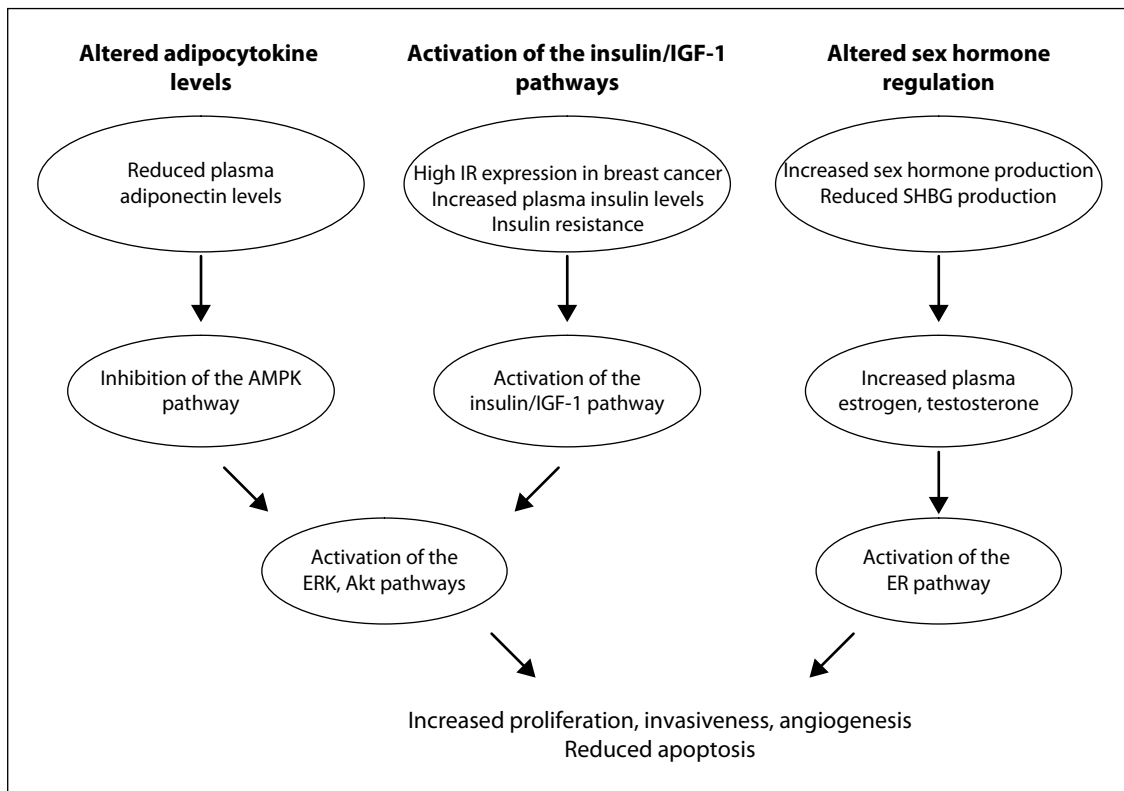 Altered adipocytokine
levels
Activation of the insulin/IGF-1
pathways
Altered sex hormone
regulation
Reduced plasma
adiponectin levels
High IR expression in breast cancer
Increased plasma insulin levels
Insulin resistance
Increased sex hormone production
Reduced SHBG production
Inhibition of the AMPK
pathway
Activation of the
insulin/IGF-1 pathway
Increased plasma
estrogen, testosterone
Activation of the
ERK, Akt pathways
Activation of the
ER pathway
Increased proliferation, invasiveness, angiogenesis
Reduced apoptosis